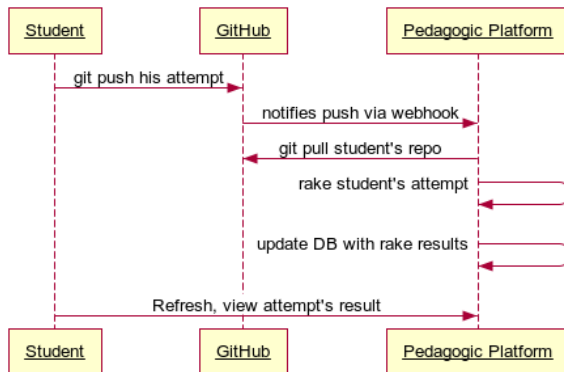 Student GitHub Pedagogic Platform
git push his attempt
notifies push via webhook
git pull student's repo
rake student's attempt
update DB with rake results
Refresh, view attempt's result
Student GitHub Pedagogic Platform